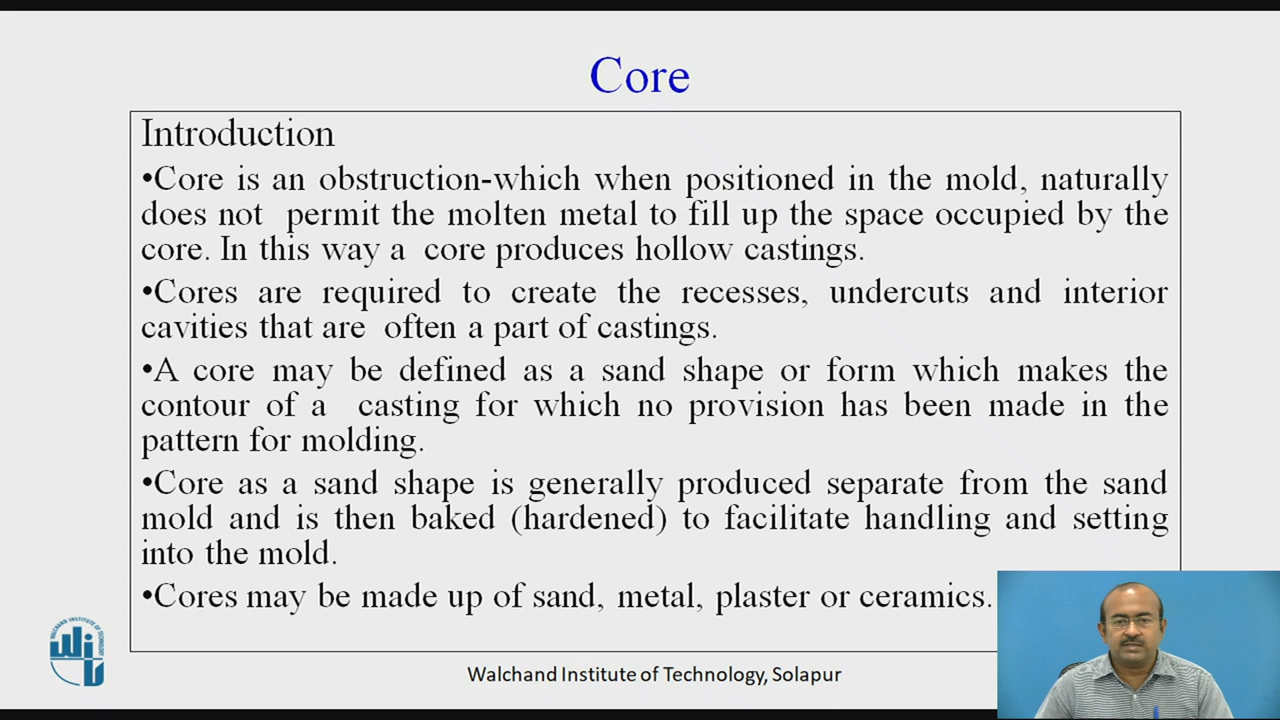 Core
Introduction
•Core is an obstruction-which when positioned in the mold, naturally
does not permit the molten metal to fill up the space occupied by the
core. In this way a core produces hollow castings.
•Cores are required to create the recesses, undercuts and interior
cavities that are often a part of castings.
•A core may be defined as a sand shape or form which makes the
contour of a casting for which no provision has been made in the
pattern for molding.
•Core as a sand shape is generally produced separate from the sand
mold and is then baked (hardened) to facilitate handling and setting
into the mold.
•Cores may be made up of sand, metal, plaster or ceramics.
WALCHAND INSTITUTE OF TECHNOLOGY
Walchand Institute of Technology, Solapur